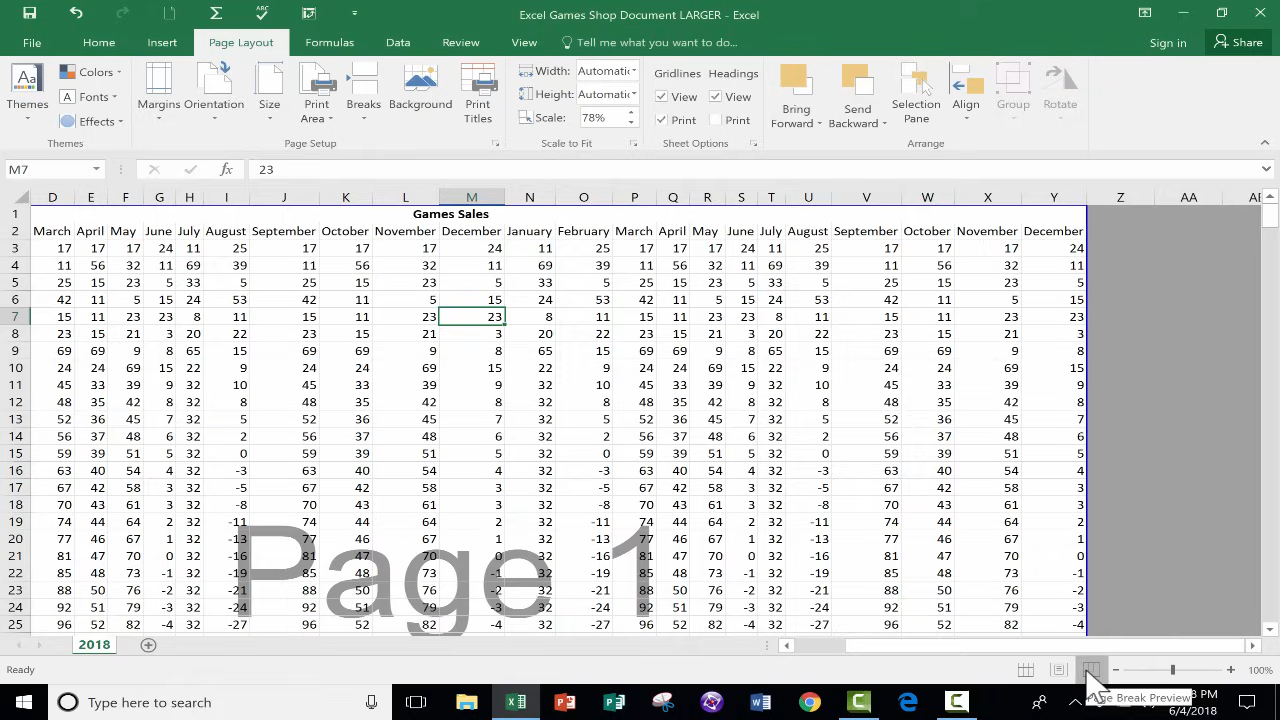 Excel Games Shop Document LARGER - Excel
File Home Insert Page Layout Formulas Data Review View Tell me what you want to do... Sign in Share
Colors Width: Automatic Gridlines Headings
Fonts Height: Automatic View View
Effects Scale: 78% Print Print
Themes Margins Orientation Size Print Area Breaks Background Print Titles Bring Forward Send Backward Selection Pane Align Group Rotate
Themes Page Setup Scale to Fit Sheet Options Arrange
M7 fx 23
D E F G H I J K L M N O P Q R S T U V W X Y Z AA
1 Games Sales
2 March April May June July August September October November December January February March April May June July August September October November December
3 17 17 17 24 11 25 17 17 17 24 11 25 17 17 17 24 11 25 17 17 17 24
4 11 56 32 11 69 39 11 56 32 11 69 39 11 56 32 11 69 39 11 56 32 11
5 25 15 23 5 33 5 25 15 23 5 33 5 25 15 23 5 33 5 25 15 23 5
6 42 11 5 15 24 53 42 11 5 15 24 53 42 11 5 15 24 53 42 11 5 15
7 15 11 23 23 8 11 15 11 23 23 8 11 15 11 23 23 8 11 15 11 23 23
8 23 15 21 3 20 22 23 15 21 3 20 22 23 15 21 3 20 22 23 15 21 3
9 69 69 9 8 65 15 69 69 9 8 65 15 69 69 9 8 65 15 69 69 9 8
10 24 24 69 15 22 9 24 24 69 15 22 9 24 24 69 15 22 9 24 24 69 15
11 45 33 39 9 32 10 45 33 39 9 32 10 45 33 39 9 32 10 45 33 39 9
12 48 35 42 8 32 8 48 35 42 8 32 8 48 35 42 8 32 8 48 35 42 8
13 52 36 45 7 32 5 52 36 45 7 32 5 52 36 45 7 32 5 52 36 45 7
14 56 37 48 6 32 2 56 37 48 6 32 2 56 37 48 6 32 2 56 37 48 6
15 59 39 51 5 32 0 59 39 51 5 32 0 59 39 51 5 32 0 59 39 51 5
16 63 40 54 4 32 -3 63 40 54 4 32 -3 63 40 54 4 32 -3 63 40 54 4
17 67 42 58 3 32 -5 67 42 58 3 32 -5 67 42 58 3 32 -5 67 42 58 3
18 70 43 61 3 32 -8 70 43 61 3 32 -8 70 43 61 3 32 -8 70 43 61 3
19 74 44 64 2 32 -11 74 44 64 2 32 -11 74 44 64 2 32 -11 74 44 64 2
20 77 46 67 1 32 -13 77 46 67 1 32 -13 77 46 67 1 32 -13 77 46 67 1
21 81 47 70 0 32 -16 81 47 70 0 32 -16 81 47 70 0 32 -16 81 47 70 0
22 85 48 73 -1 32 -19 85 48 73 -1 32 -19 85 48 73 -1 32 -19 85 48 73 -1
23 88 50 76 -2 32 -21 88 50 76 -2 32 -21 88 50 76 -2 32 -21 88 50 76 -2
24 92 51 79 -3 32 -24 92 51 79 -3 32 -24 92 51 79 -3 32 -24 92 51 79 -3
25 96 52 82 -4 32 -27 96 52 82 -4 32 -27 96 52 82 -4 32 -27 96 52 82 -4
Page 1
2018
Ready 100%
Page Break Preview
Type here to search 8 PM
6/4/2018